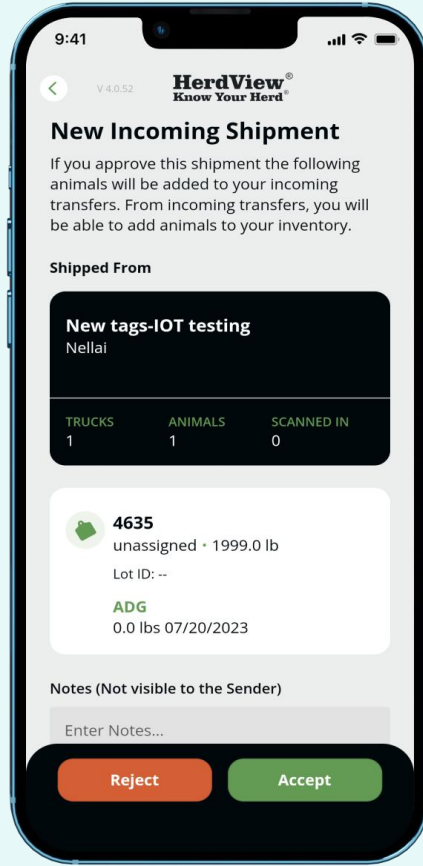 9:41
V 4.0.52
HerdView®
Know Your Herd®
New Incoming Shipment
If you approve this shipment the following
animals will be added to your incoming
transfers. From incoming transfers, you will
be able to add animals to your inventory.
Shipped From
New tags-IOT testing
Nellai
TRUCKS ANIMALS SCANNED IN
1 1 0
4635
unassigned · 1999.0 lb
Lot ID: --
ADG
0.0 lbs 07/20/2023
Notes (Not visible to the Sender)
Enter Notes...
Reject Accept